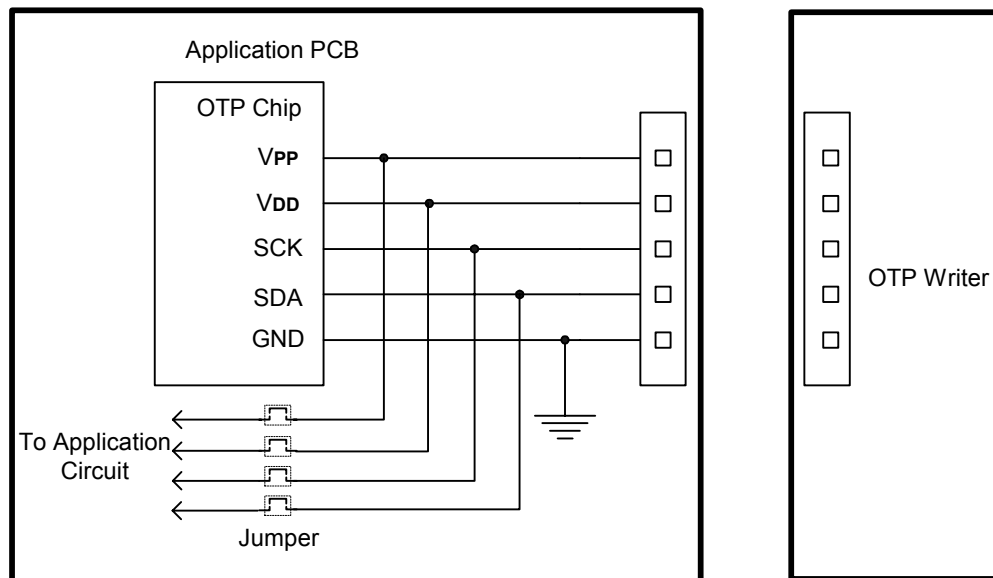 Application PCB
OTP Chip
VPP
VDD
SCK
SDA
GND
To Application
Circuit
Jumper
OTP Writer